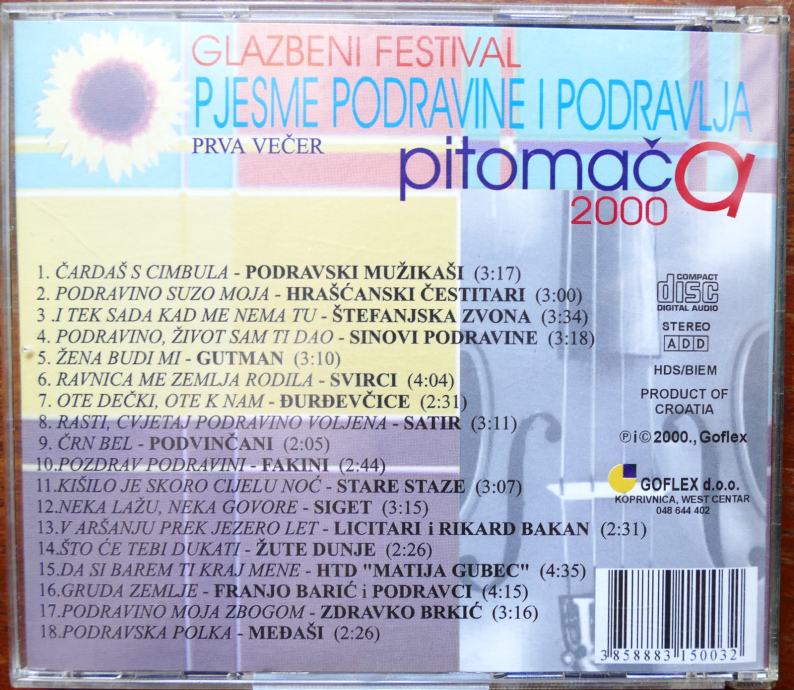 GLAZBENI FESTIVAL
PJESME PODRAVINE I PODRAVLJA
PRVA VEČER
pitomača
2000
1. ČARDAŠ S CIMBULA - PODRAVSKI MUŽIKAŠI (3:17)
2. PODRAVINO SUZO MOJA - HRAŠĆANSKI ČESTITARI (3:00)
3. I TEK SADA KAD ME NEMA TU - ŠTEFANJSKA ZVONA (3:34)
4. PODRAVINO, ŽIVOT SAM TI DAO - SINOVI PODRAVINE (3:18)
5. ŽENA BUDI MI - GUTMAN (3:10)
6. RAVNICA ME ZEMLJA RODILA - SVIRCI (4:04)
7. OTE DEČKI, OTE K NAM - ĐURĐEVČICE (2:31)
8. RASTI, CVJETAJ PODRAVINO VOLJENA - SATIR (3:11)
9. ČRN BEL - PODVINČANI (2:05)
10.POZDRAV PODRAVINI - FAKINI (2:44)
11.KIŠILO JE SKORO CIJELU NOĆ - STARE STAZE (3:07)
12.NEKA LAŽU, NEKA GOVORE - SIGET (3:15)
13.V ARŠANJU PREK JEZERO LET - LICITARI i RIKARD BAKAN (2:31)
14.ŠTO ĆE TEBI DUKATI - ŽUTE DUNJE (2:26)
15.DA SI BAREM TI KRAJ MENE - HTD "MATIJA GUBEC" (4:35)
16.GRUDA ZEMLJE - FRANJO BARIĆ i PODRAVCI (4:15)
17.PODRAVINO MOJA ZBOGOM - ZDRAVKO BRKIĆ (3:16)
18.PODRAVSKA POLKA - MEĐAŠI (2:26)
COMPACT
disc
DIGITAL AUDIO
STEREO
ADD
HDS/BIEM
PRODUCT OF
CROATIA
℗i©2000., Goflex
GOFLEX d.o.o.
KOPRIVNICA, WEST CENTAR
048 644 402
3 858883 150032